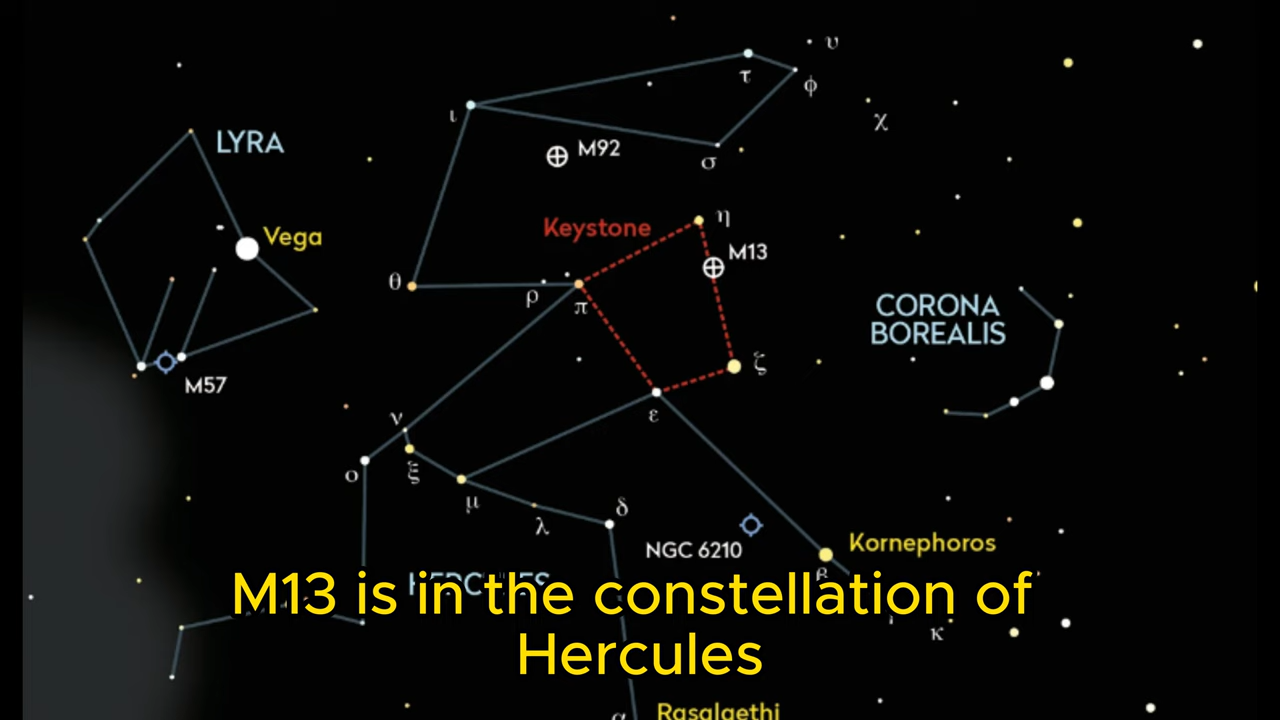 υ
τ
φ
ι
χ
LYRA
M92
σ
Keystone
η
Vega
M13
θ
ρ
π
CORONA
BOREALIS
ζ
M57
ε
ν
ο
ξ
μ
δ
λ
NGC 6210
Kornephoros
β
HERCULES
M13 is in the constellation of
Hercules
κ
α
Rasalgethi